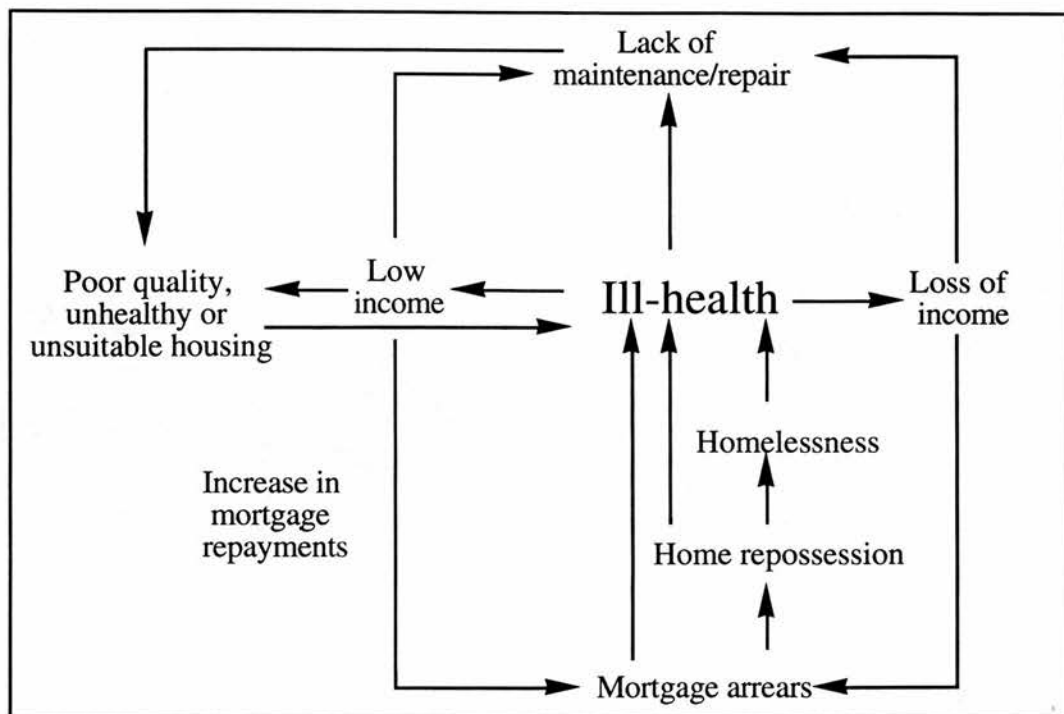 Lack of
maintenance/repair
Poor quality,
unhealthy or
unsuitable housing
Low
income
Ill-health
Loss of
income
Homelessness
Increase in
mortgage
repayments
Home repossession
Mortgage arrears